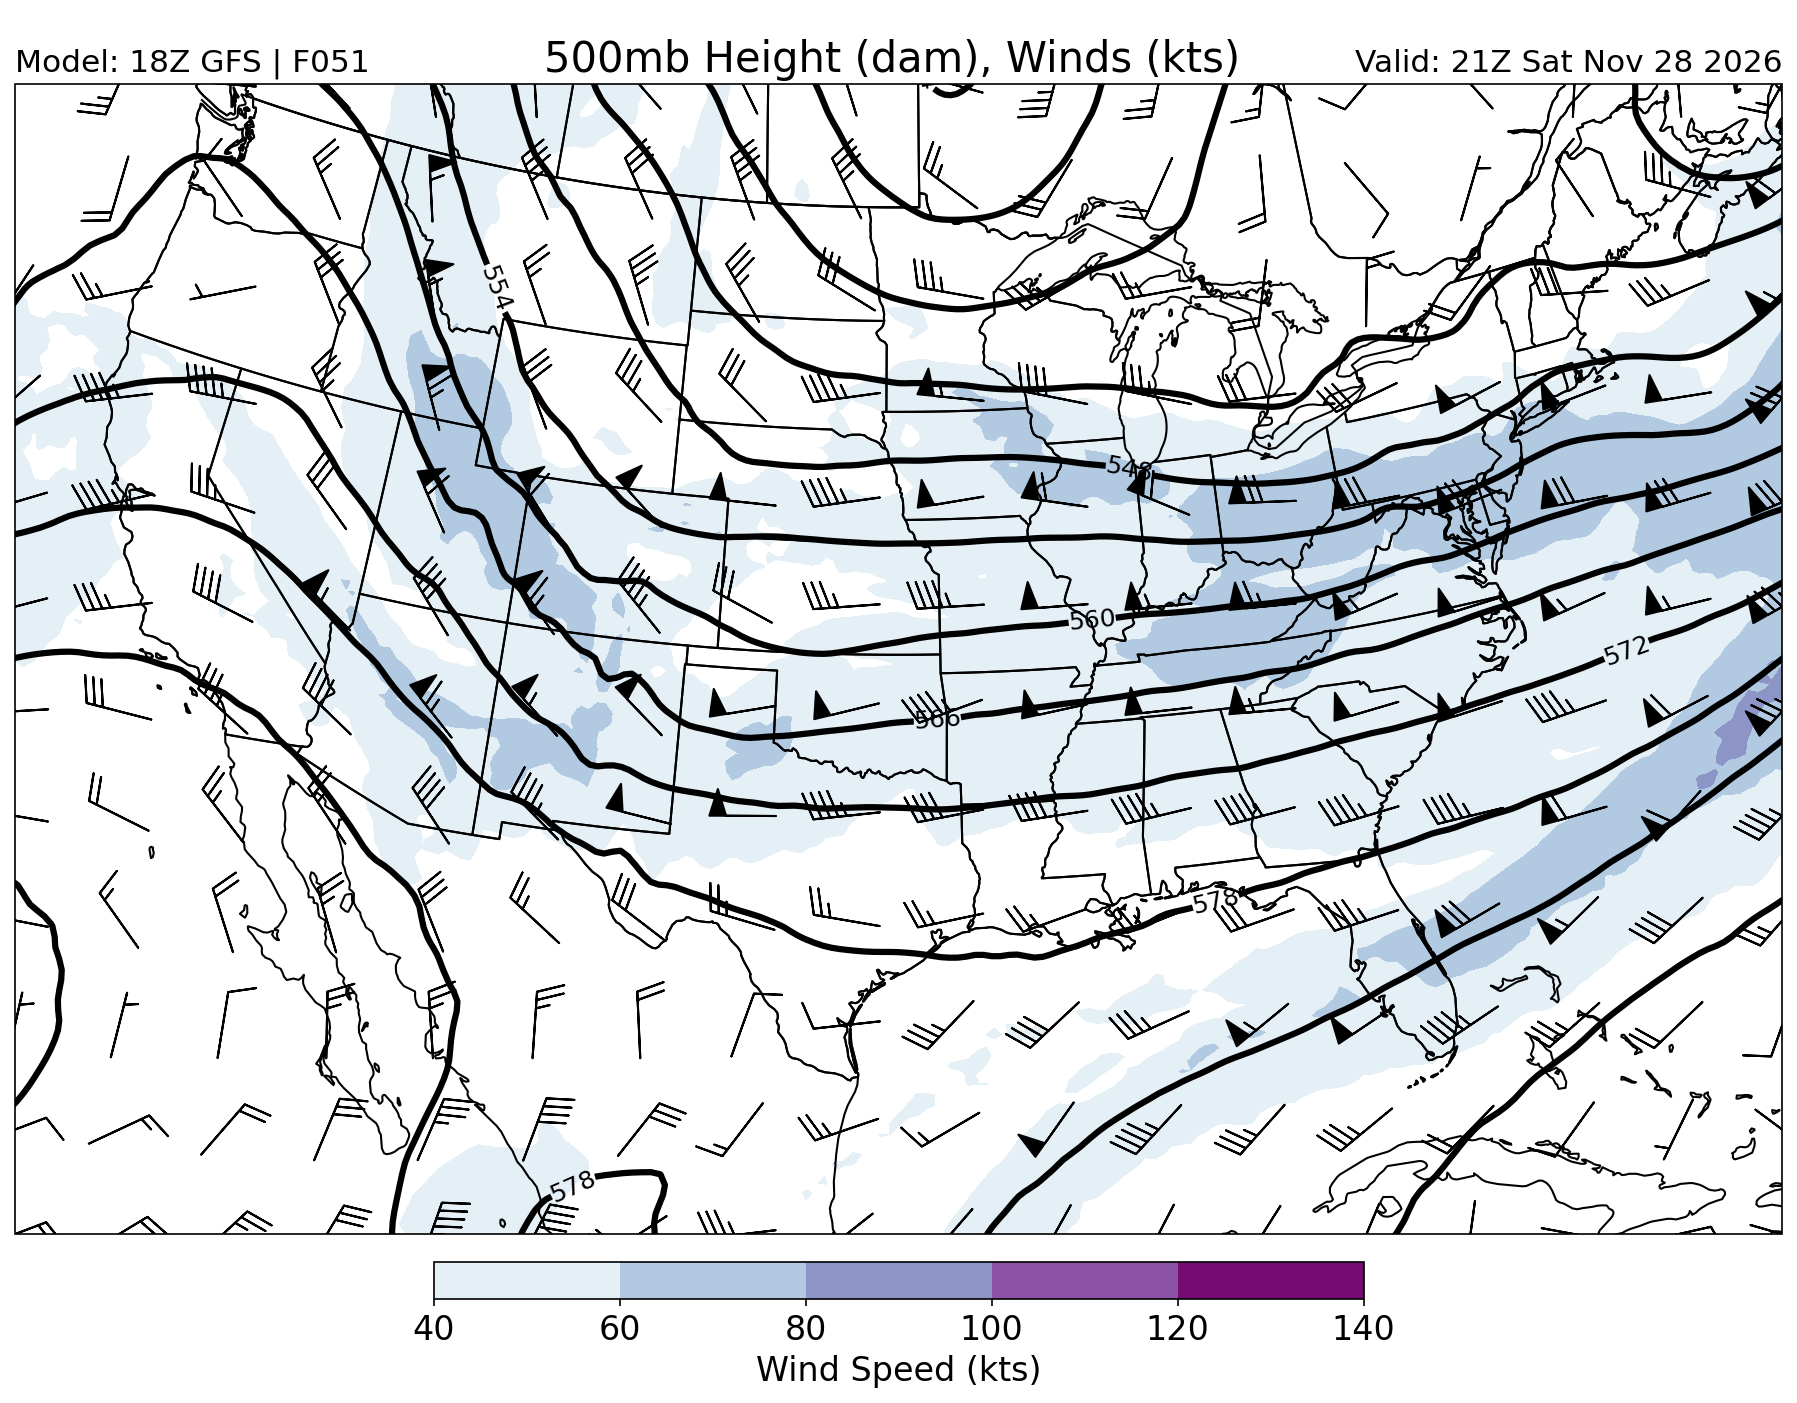 Model: 18Z GFS | F051
500mb Height (dam), Winds (kts)
Valid: 21Z Sat Nov 28 2026
554
548
560
572
566
578
578
40 60 80 100 120 140
Wind Speed (kts)